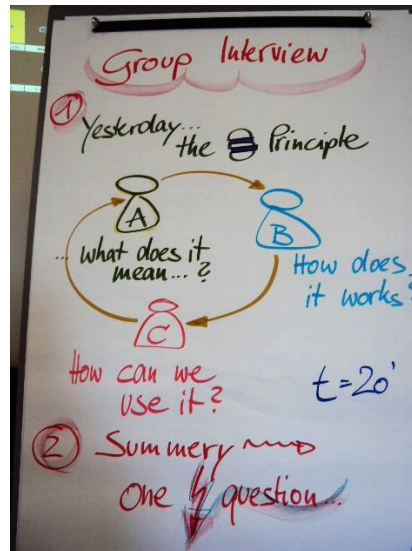 Group Interview
1
Yesterday...
the Principle
A
B
... what does it
mean...?
How does
it works?
C
How can we
use it?
t=20'
2 Summery
One question...